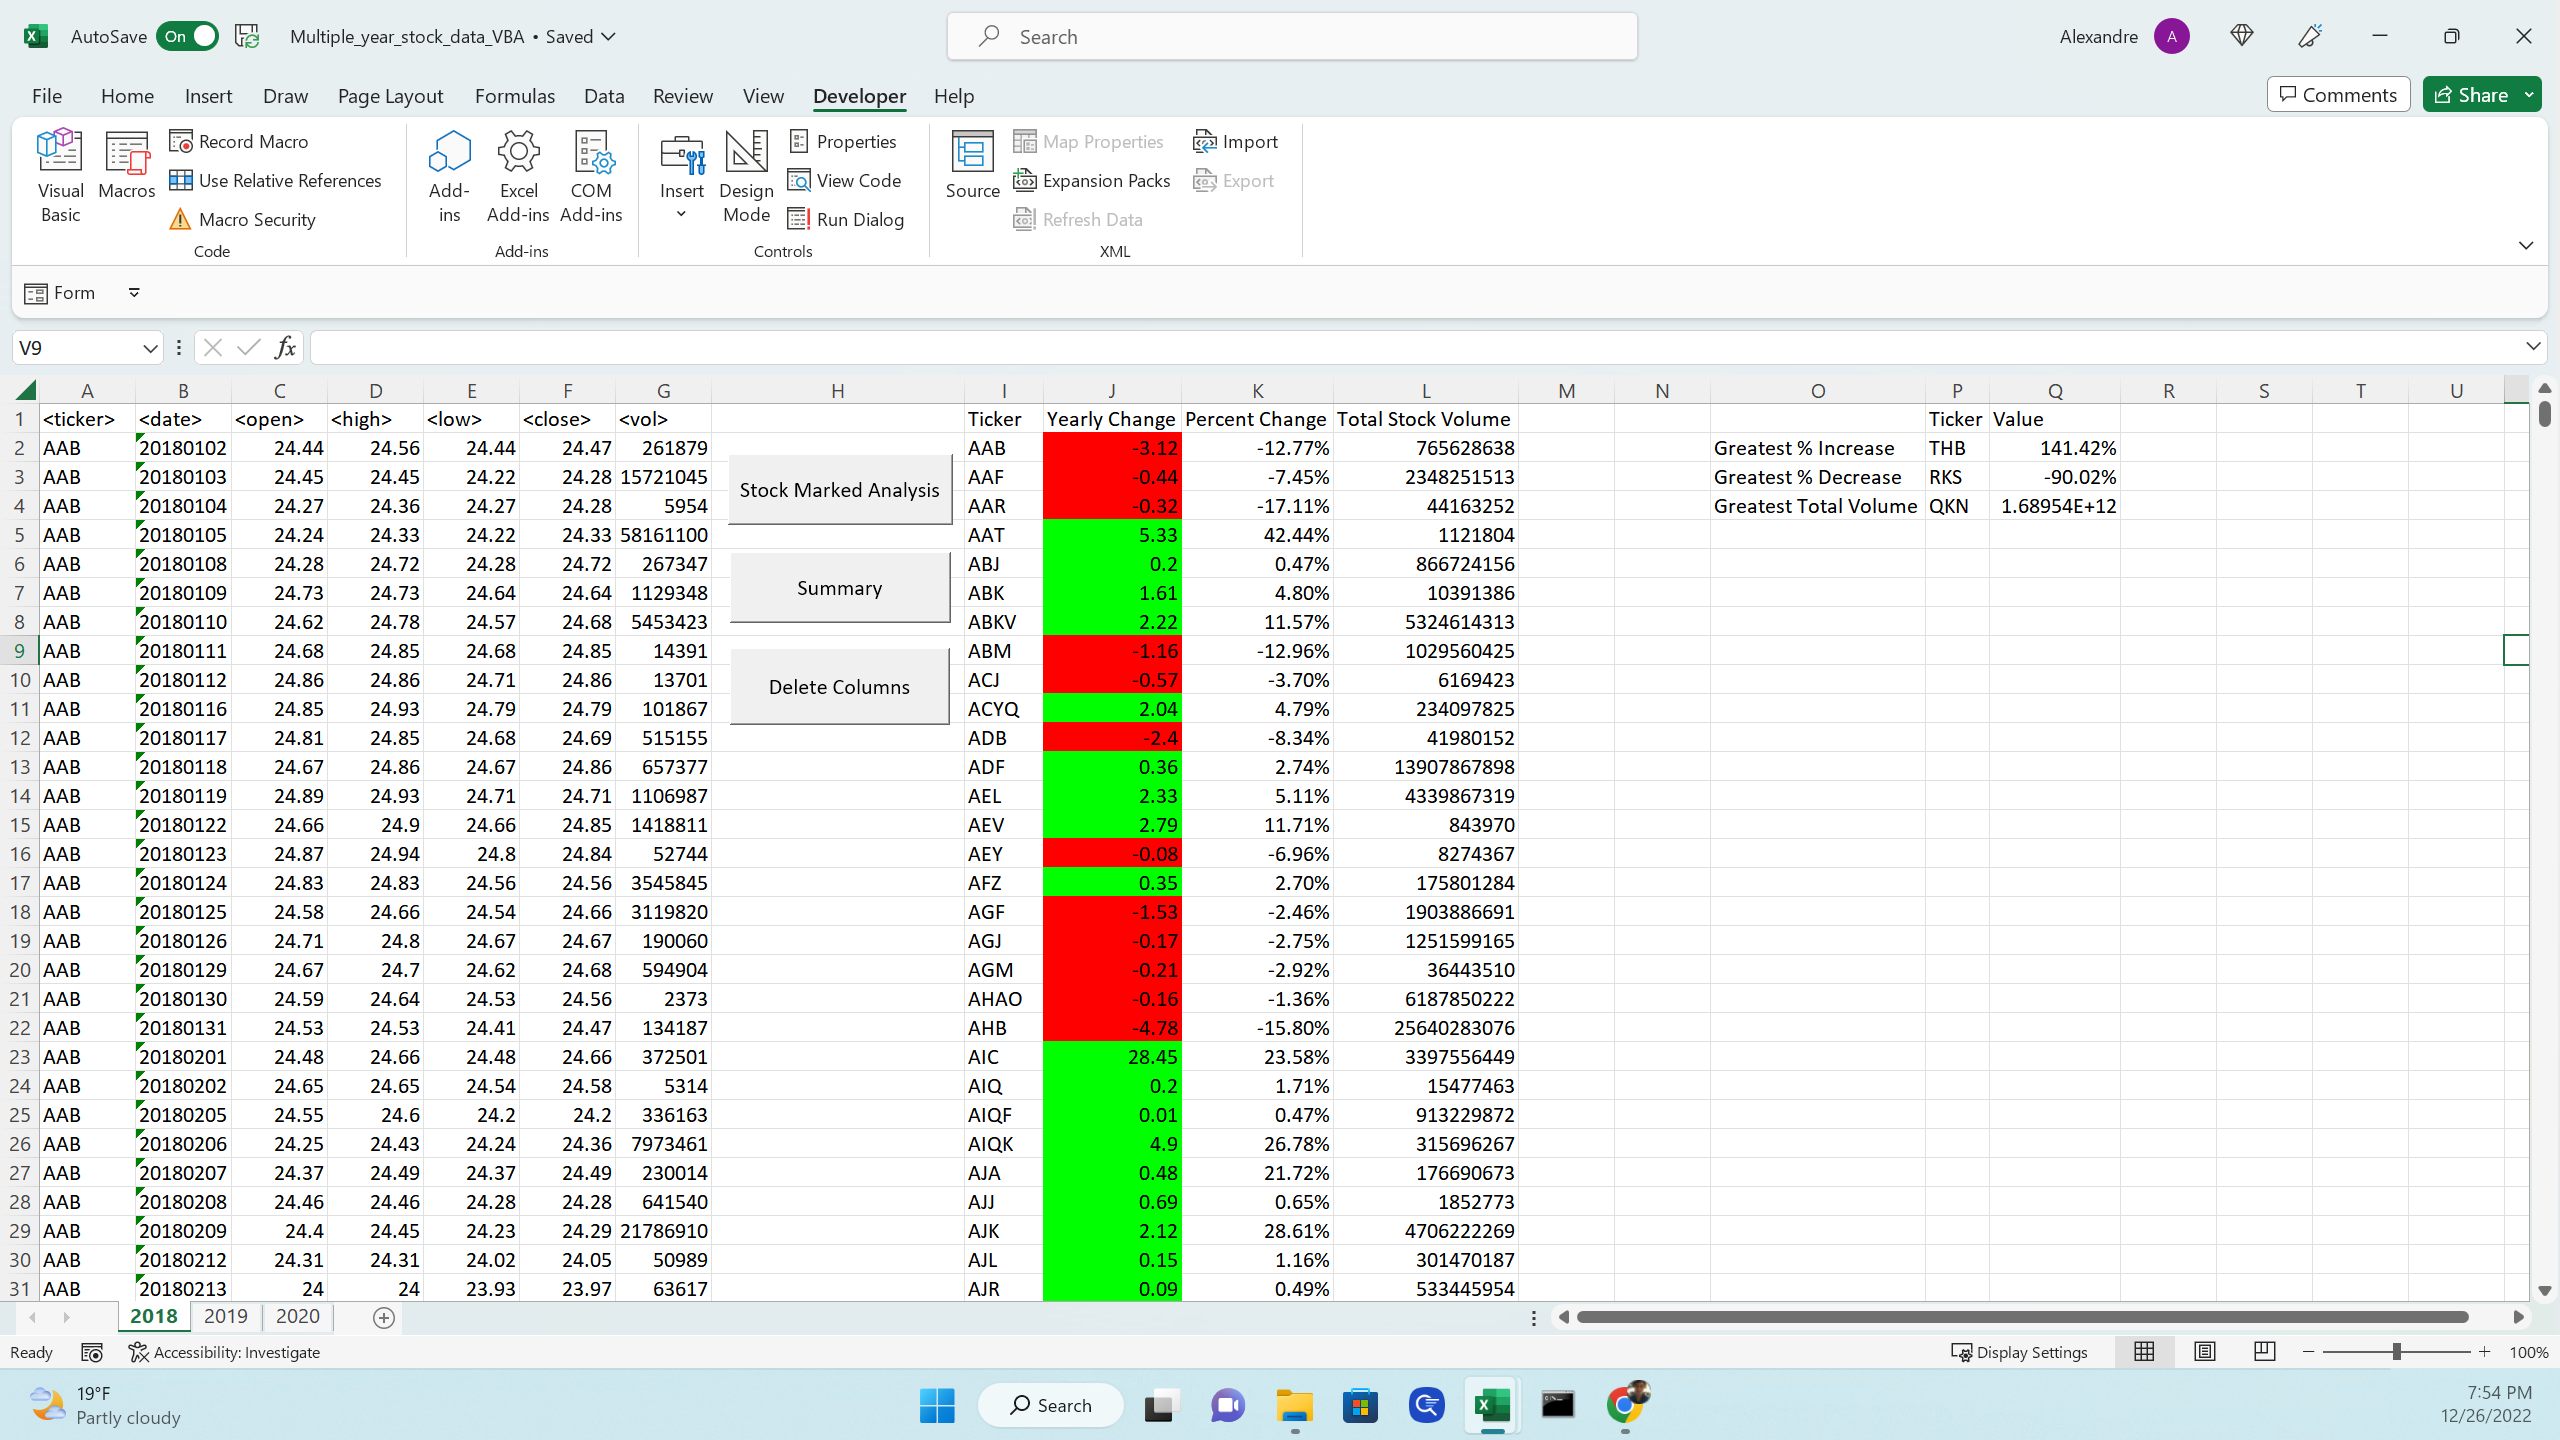 AutoSave On Multiple_year_stock_data_VBA • Saved Search Alexandre A
File Home Insert Draw Page Layout Formulas Data Review View Developer Help Comments Share
Visual Basic
Macros
Record Macro
Use Relative References
Macro Security
Code
Add-ins
Excel Add-ins
COM Add-ins
Add-ins
Insert
Design Mode
Properties
View Code
Run Dialog
Controls
Source
Map Properties
Expansion Packs
Refresh Data
Import
Export
XML
Form
V9 fx
A B C D E F G H I J K L M N O P Q R S T U
1 <ticker> <date> <open> <high> <low> <close> <vol> Ticker Yearly Change Percent Change Total Stock Volume Ticker Value
2 AAB 20180102 24.44 24.56 24.44 24.47 261879 AAB -3.12 -12.77% 765628638 Greatest % Increase THB 141.42%
3 AAB 20180103 24.45 24.45 24.22 24.28 15721045 AAF -0.44 -7.45% 2348251513 Greatest % Decrease RKS -90.02%
Stock Marked Analysis
4 AAB 20180104 24.27 24.36 24.27 24.28 5954 AAR -0.32 -17.11% 44163252 Greatest Total Volume QKN 1.68954E+12
5 AAB 20180105 24.24 24.33 24.22 24.33 58161100 AAT 5.33 42.44% 1121804
6 AAB 20180108 24.28 24.72 24.28 24.72 267347 ABJ 0.2 0.47% 866724156
Summary
7 AAB 20180109 24.73 24.73 24.64 24.64 1129348 ABK 1.61 4.80% 10391386
8 AAB 20180110 24.62 24.78 24.57 24.68 5453423 ABKV 2.22 11.57% 5324614313
9 AAB 20180111 24.68 24.85 24.68 24.85 14391 ABM -1.16 -12.96% 1029560425
10 AAB 20180112 24.86 24.86 24.71 24.86 13701 ACJ -0.57 -3.70% 6169423
Delete Columns
11 AAB 20180116 24.85 24.93 24.79 24.79 101867 ACYQ 2.04 4.79% 234097825
12 AAB 20180117 24.81 24.85 24.68 24.69 515155 ADB -2.4 -8.34% 41980152
13 AAB 20180118 24.67 24.86 24.67 24.86 657377 ADF 0.36 2.74% 13907867898
14 AAB 20180119 24.89 24.93 24.71 24.71 1106987 AEL 2.33 5.11% 4339867319
15 AAB 20180122 24.66 24.9 24.66 24.85 1418811 AEV 2.79 11.71% 843970
16 AAB 20180123 24.87 24.94 24.8 24.84 52744 AEY -0.08 -6.96% 8274367
17 AAB 20180124 24.83 24.83 24.56 24.56 3545845 AFZ 0.35 2.70% 175801284
18 AAB 20180125 24.58 24.66 24.54 24.66 3119820 AGF -1.53 -2.46% 1903886691
19 AAB 20180126 24.71 24.8 24.67 24.67 190060 AGJ -0.17 -2.75% 1251599165
20 AAB 20180129 24.67 24.7 24.62 24.68 594904 AGM -0.21 -2.92% 36443510
21 AAB 20180130 24.59 24.64 24.53 24.56 2373 AHAO -0.16 -1.36% 6187850222
22 AAB 20180131 24.53 24.53 24.41 24.47 134187 AHB -4.78 -15.80% 25640283076
23 AAB 20180201 24.48 24.66 24.48 24.66 372501 AIC 28.45 23.58% 3397556449
24 AAB 20180202 24.65 24.65 24.54 24.58 5314 AIQ 0.2 1.71% 15477463
25 AAB 20180205 24.55 24.6 24.2 24.2 336163 AIQF 0.01 0.47% 913229872
26 AAB 20180206 24.25 24.43 24.24 24.36 7973461 AIQK 4.9 26.78% 315696267
27 AAB 20180207 24.37 24.49 24.37 24.49 230014 AJA 0.48 21.72% 176690673
28 AAB 20180208 24.46 24.46 24.28 24.28 641540 AJJ 0.69 0.65% 1852773
29 AAB 20180209 24.4 24.45 24.23 24.29 21786910 AJK 2.12 28.61% 4706222269
30 AAB 20180212 24.31 24.31 24.02 24.05 50989 AJL 0.15 1.16% 301470187
31 AAB 20180213 24 24 23.93 23.97 63617 AJR 0.09 0.49% 533445954
2018 2019 2020
Ready Accessibility: Investigate Display Settings 100%
19°F
Partly cloudy
Search
7:54 PM
12/26/2022